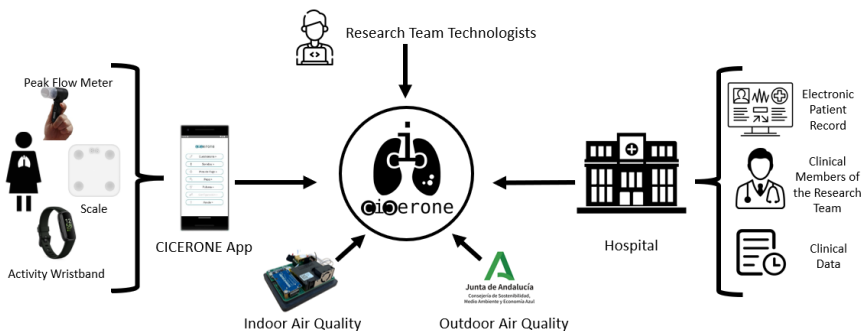 Research Team Technologists
Peak Flow Meter
Scale
Activity Wristband
CICERONE App
cicerone
Indoor Air Quality
Junta de Andalucía
Consejería de Sostenibilidad,
Medio Ambiente y Economía Azul
Outdoor Air Quality
Hospital
Electronic
Patient
Record
Clinical
Members of
the Research
Team
Clinical
Data